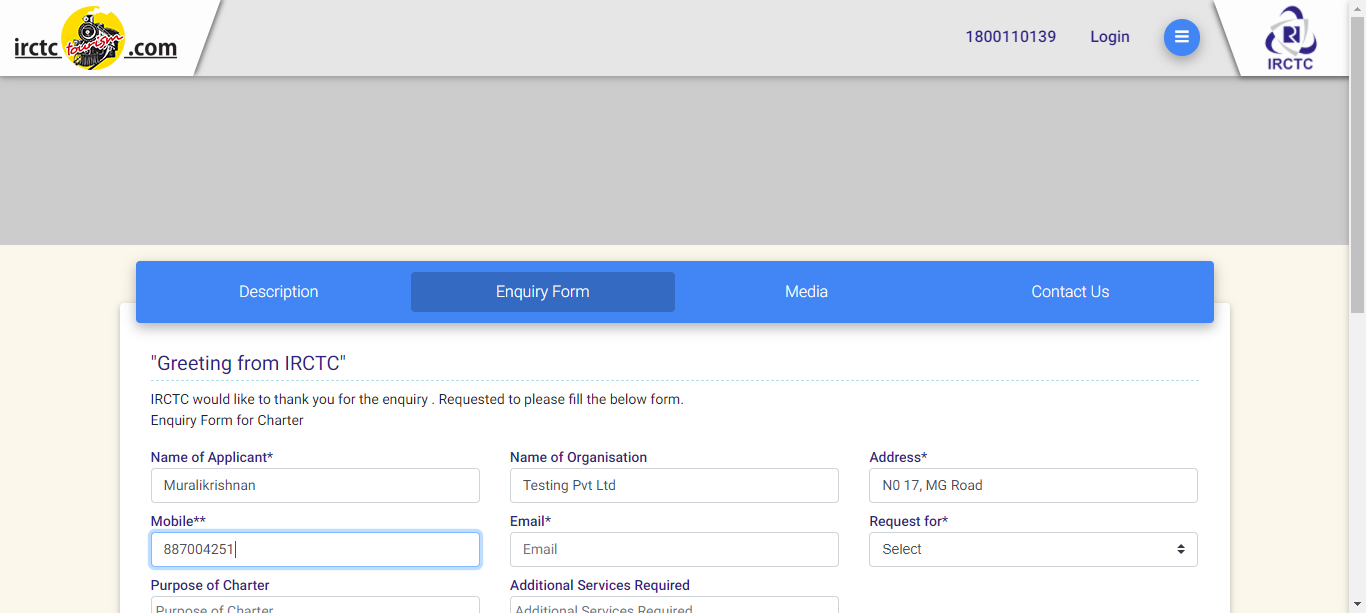 irctc tourism .com
1800110139 Login
IRCTC
Description Enquiry Form Media Contact Us
"Greeting from IRCTC"
IRCTC would like to thank you for the enquiry . Requested to please fill the below form.
Enquiry Form for Charter
Name of Applicant* Name of Organisation Address*
Muralikrishnan Testing Pvt Ltd N0 17, MG Road
Mobile** Email* Request for*
887004251 Email Select
Purpose of Charter Additional Services Required
Purpose of Charter Additional Services Required